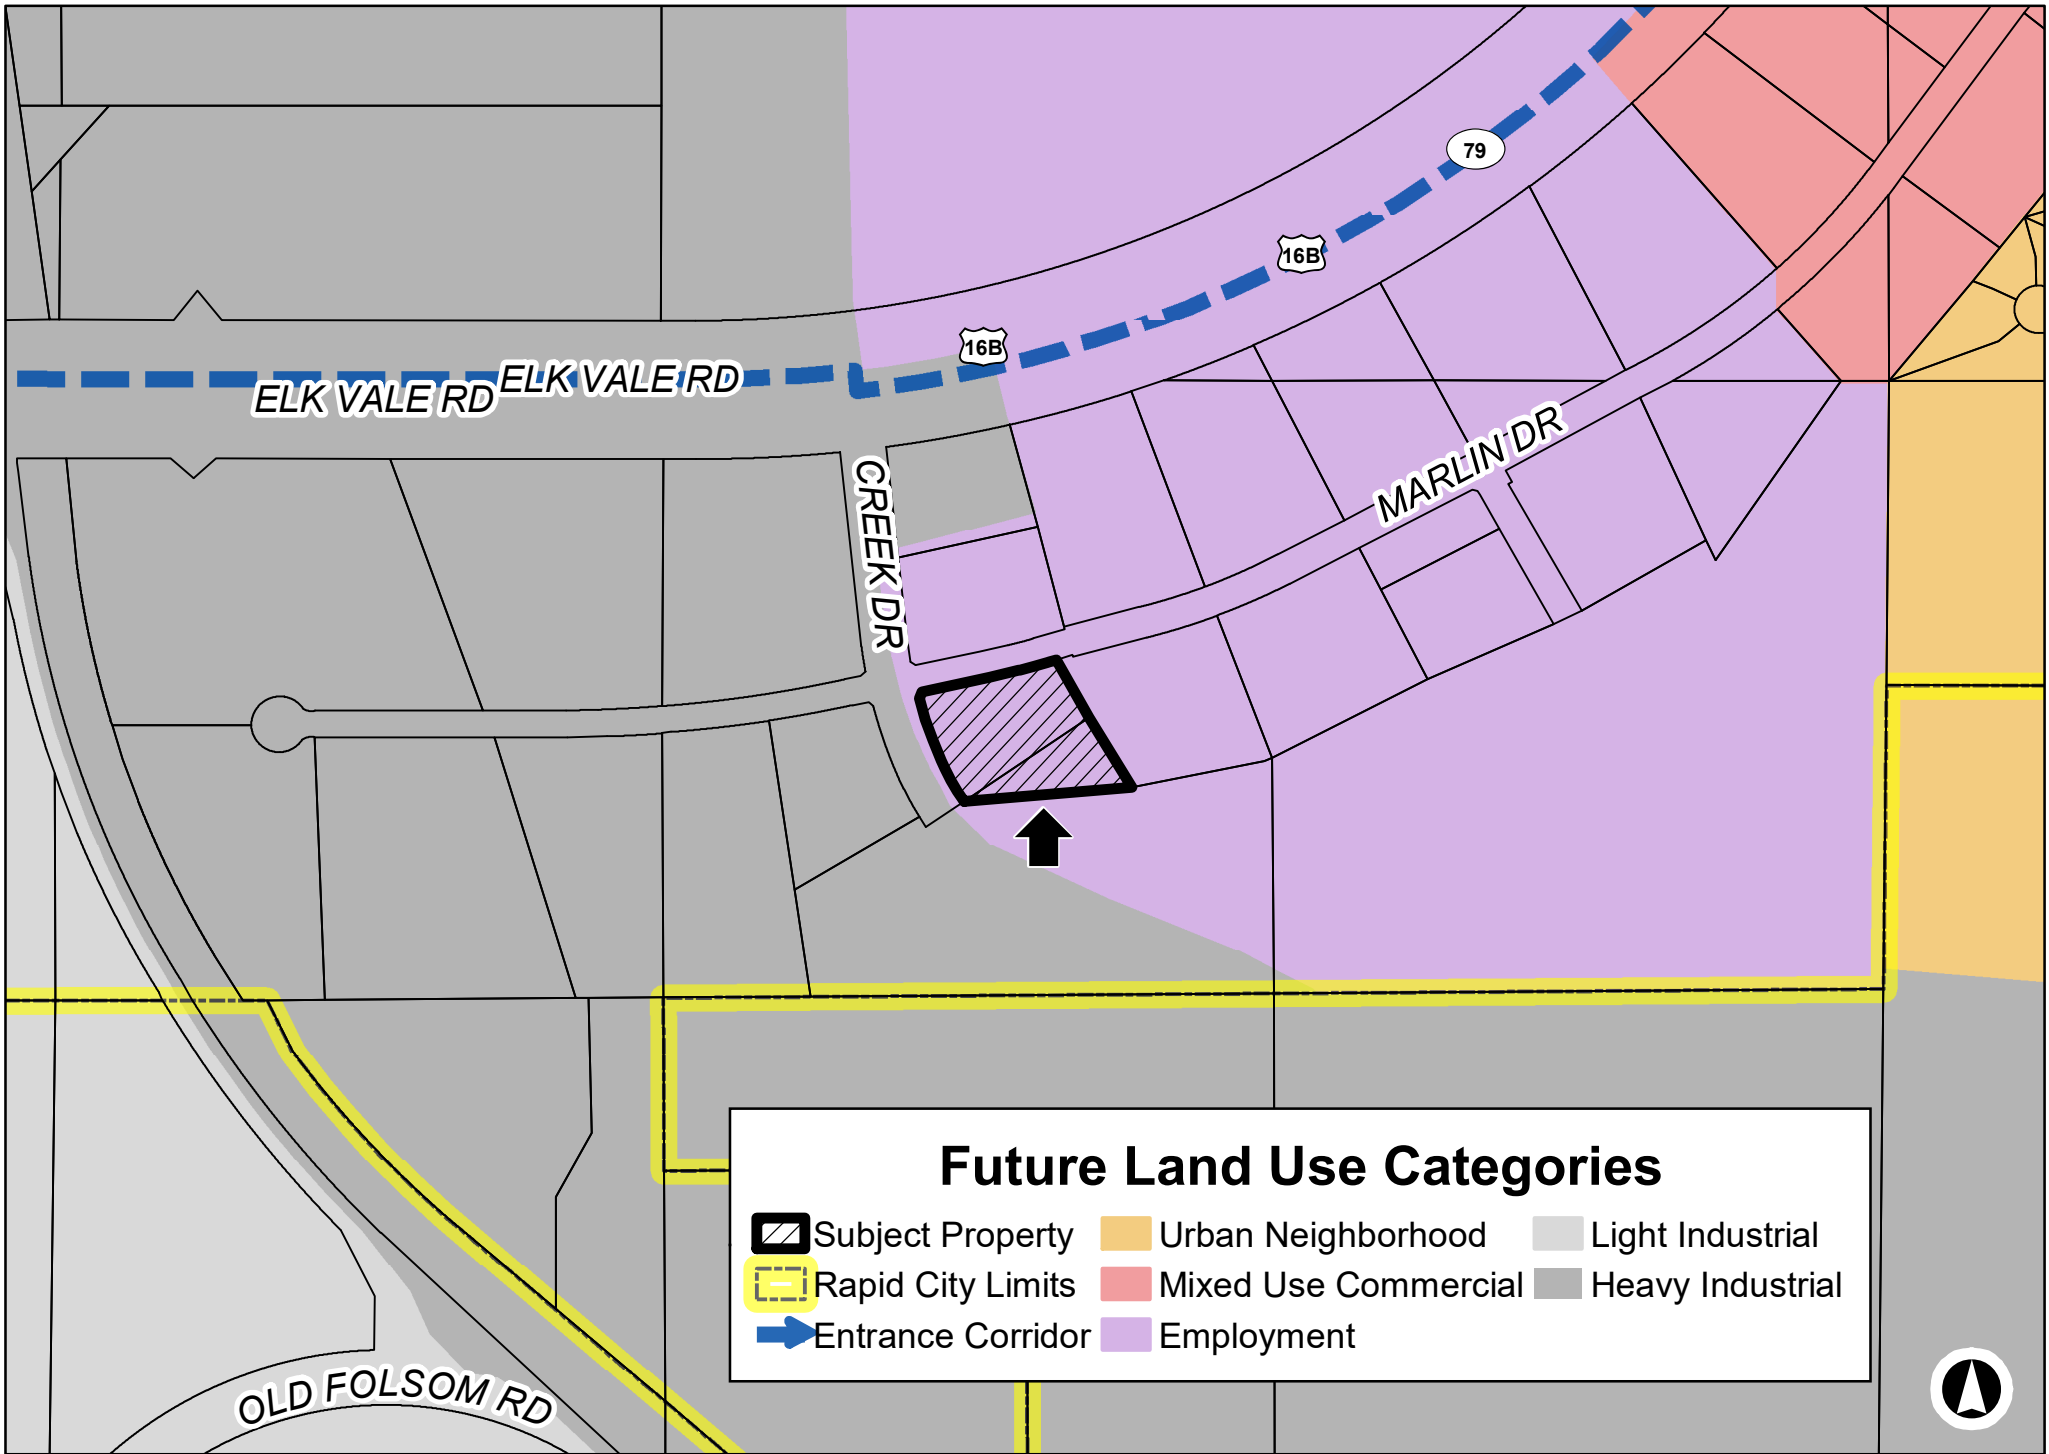 79
16B
16B
ELK VALE RD
ELK VALE RD
MARLIN DR
CREEK DR
Future Land Use Categories
Subject Property
Urban Neighborhood
Light Industrial
Rapid City Limits
Mixed Use Commercial
Heavy Industrial
Entrance Corridor
Employment
OLD FOLSOM RD